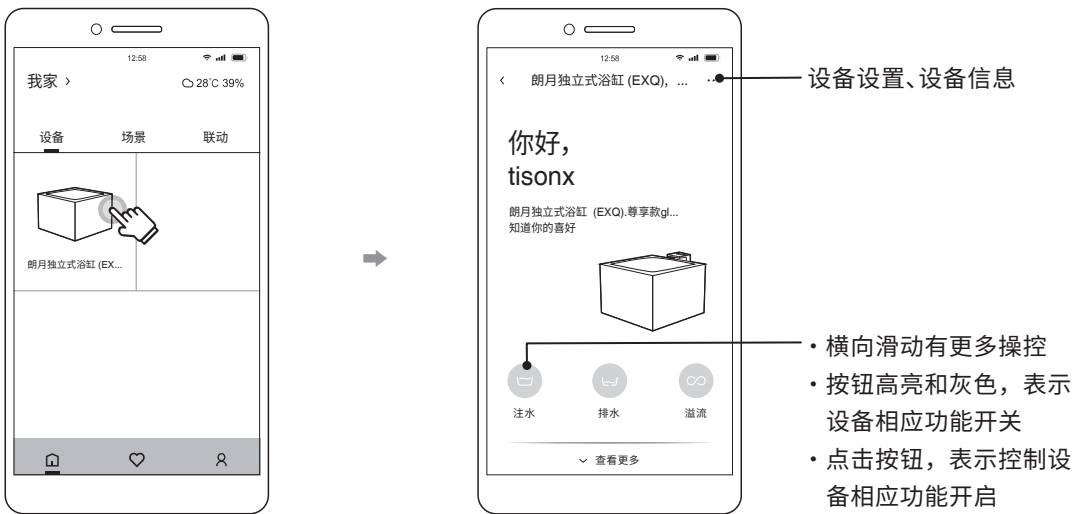 12:58
我家 >
28℃ 39%
设备 场景 联动
朗月独立式浴缸 (EX...
12:58
< 朗月独立式浴缸 (EXQ)， ...
设备设置、设备信息
你好，
tisonx
朗月独立式浴缸 (EXQ).尊享款gl...
知道你的喜好
注水 排水 溢流
查看更多
・横向滑动有更多操控
・按钮高亮和灰色，表示
设备相应功能开关
・点击按钮，表示控制设
备相应功能开启